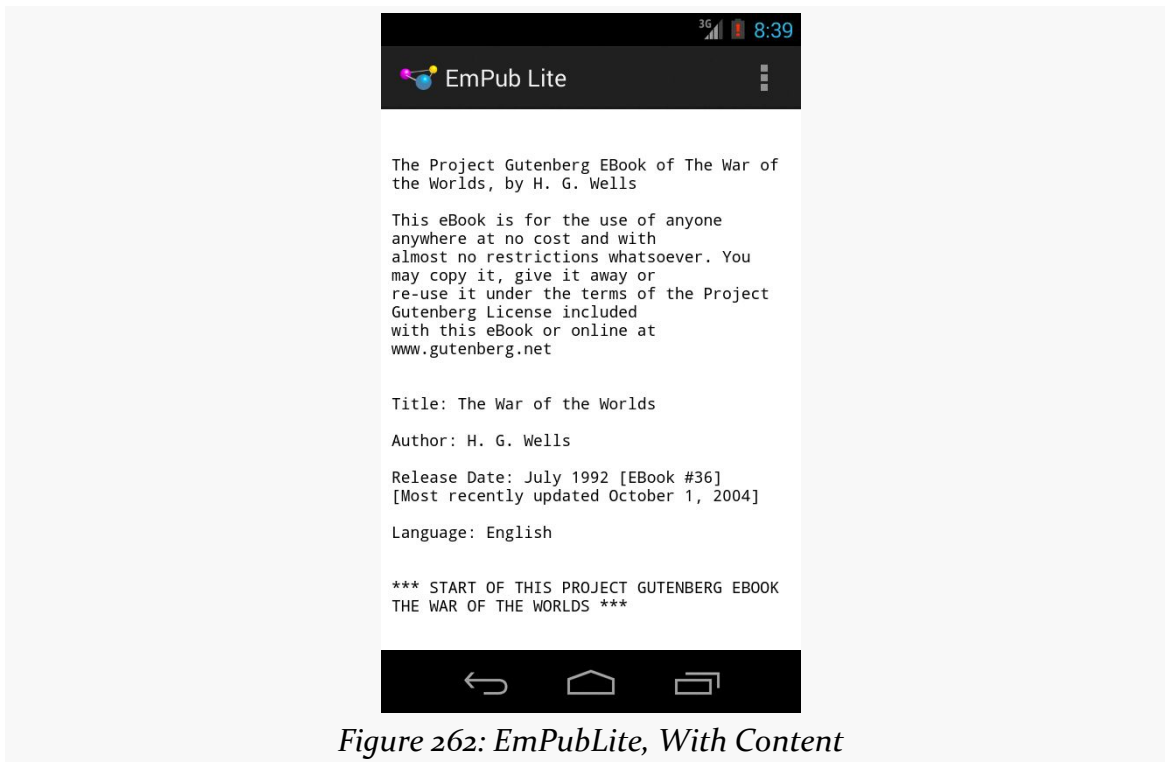 3G 8:39
EmPub Lite
The Project Gutenberg EBook of The War of
the Worlds, by H. G. Wells
This eBook is for the use of anyone
anywhere at no cost and with
almost no restrictions whatsoever. You
may copy it, give it away or
re-use it under the terms of the Project
Gutenberg License included
with this eBook or online at
www.gutenberg.net
Title: The War of the Worlds
Author: H. G. Wells
Release Date: July 1992 [EBook #36]
[Most recently updated October 1, 2004]
Language: English
*** START OF THIS PROJECT GUTENBERG EBOOK
THE WAR OF THE WORLDS ***
Figure 262: EmPubLite, With Content